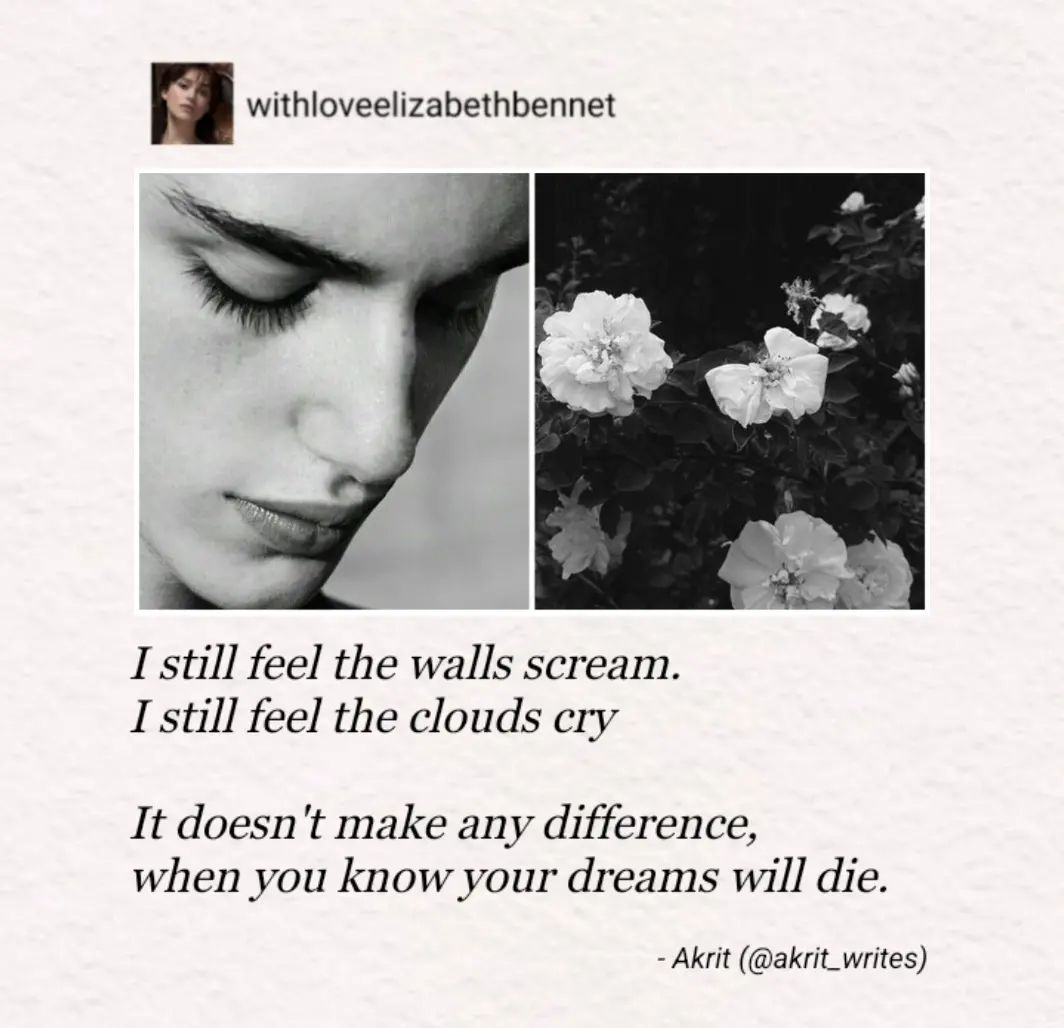 withloveelizabethbennet
I still feel the walls scream.
I still feel the clouds cry
It doesn't make any difference,
when you know your dreams will die.
- Akrit (@akrit_writes)